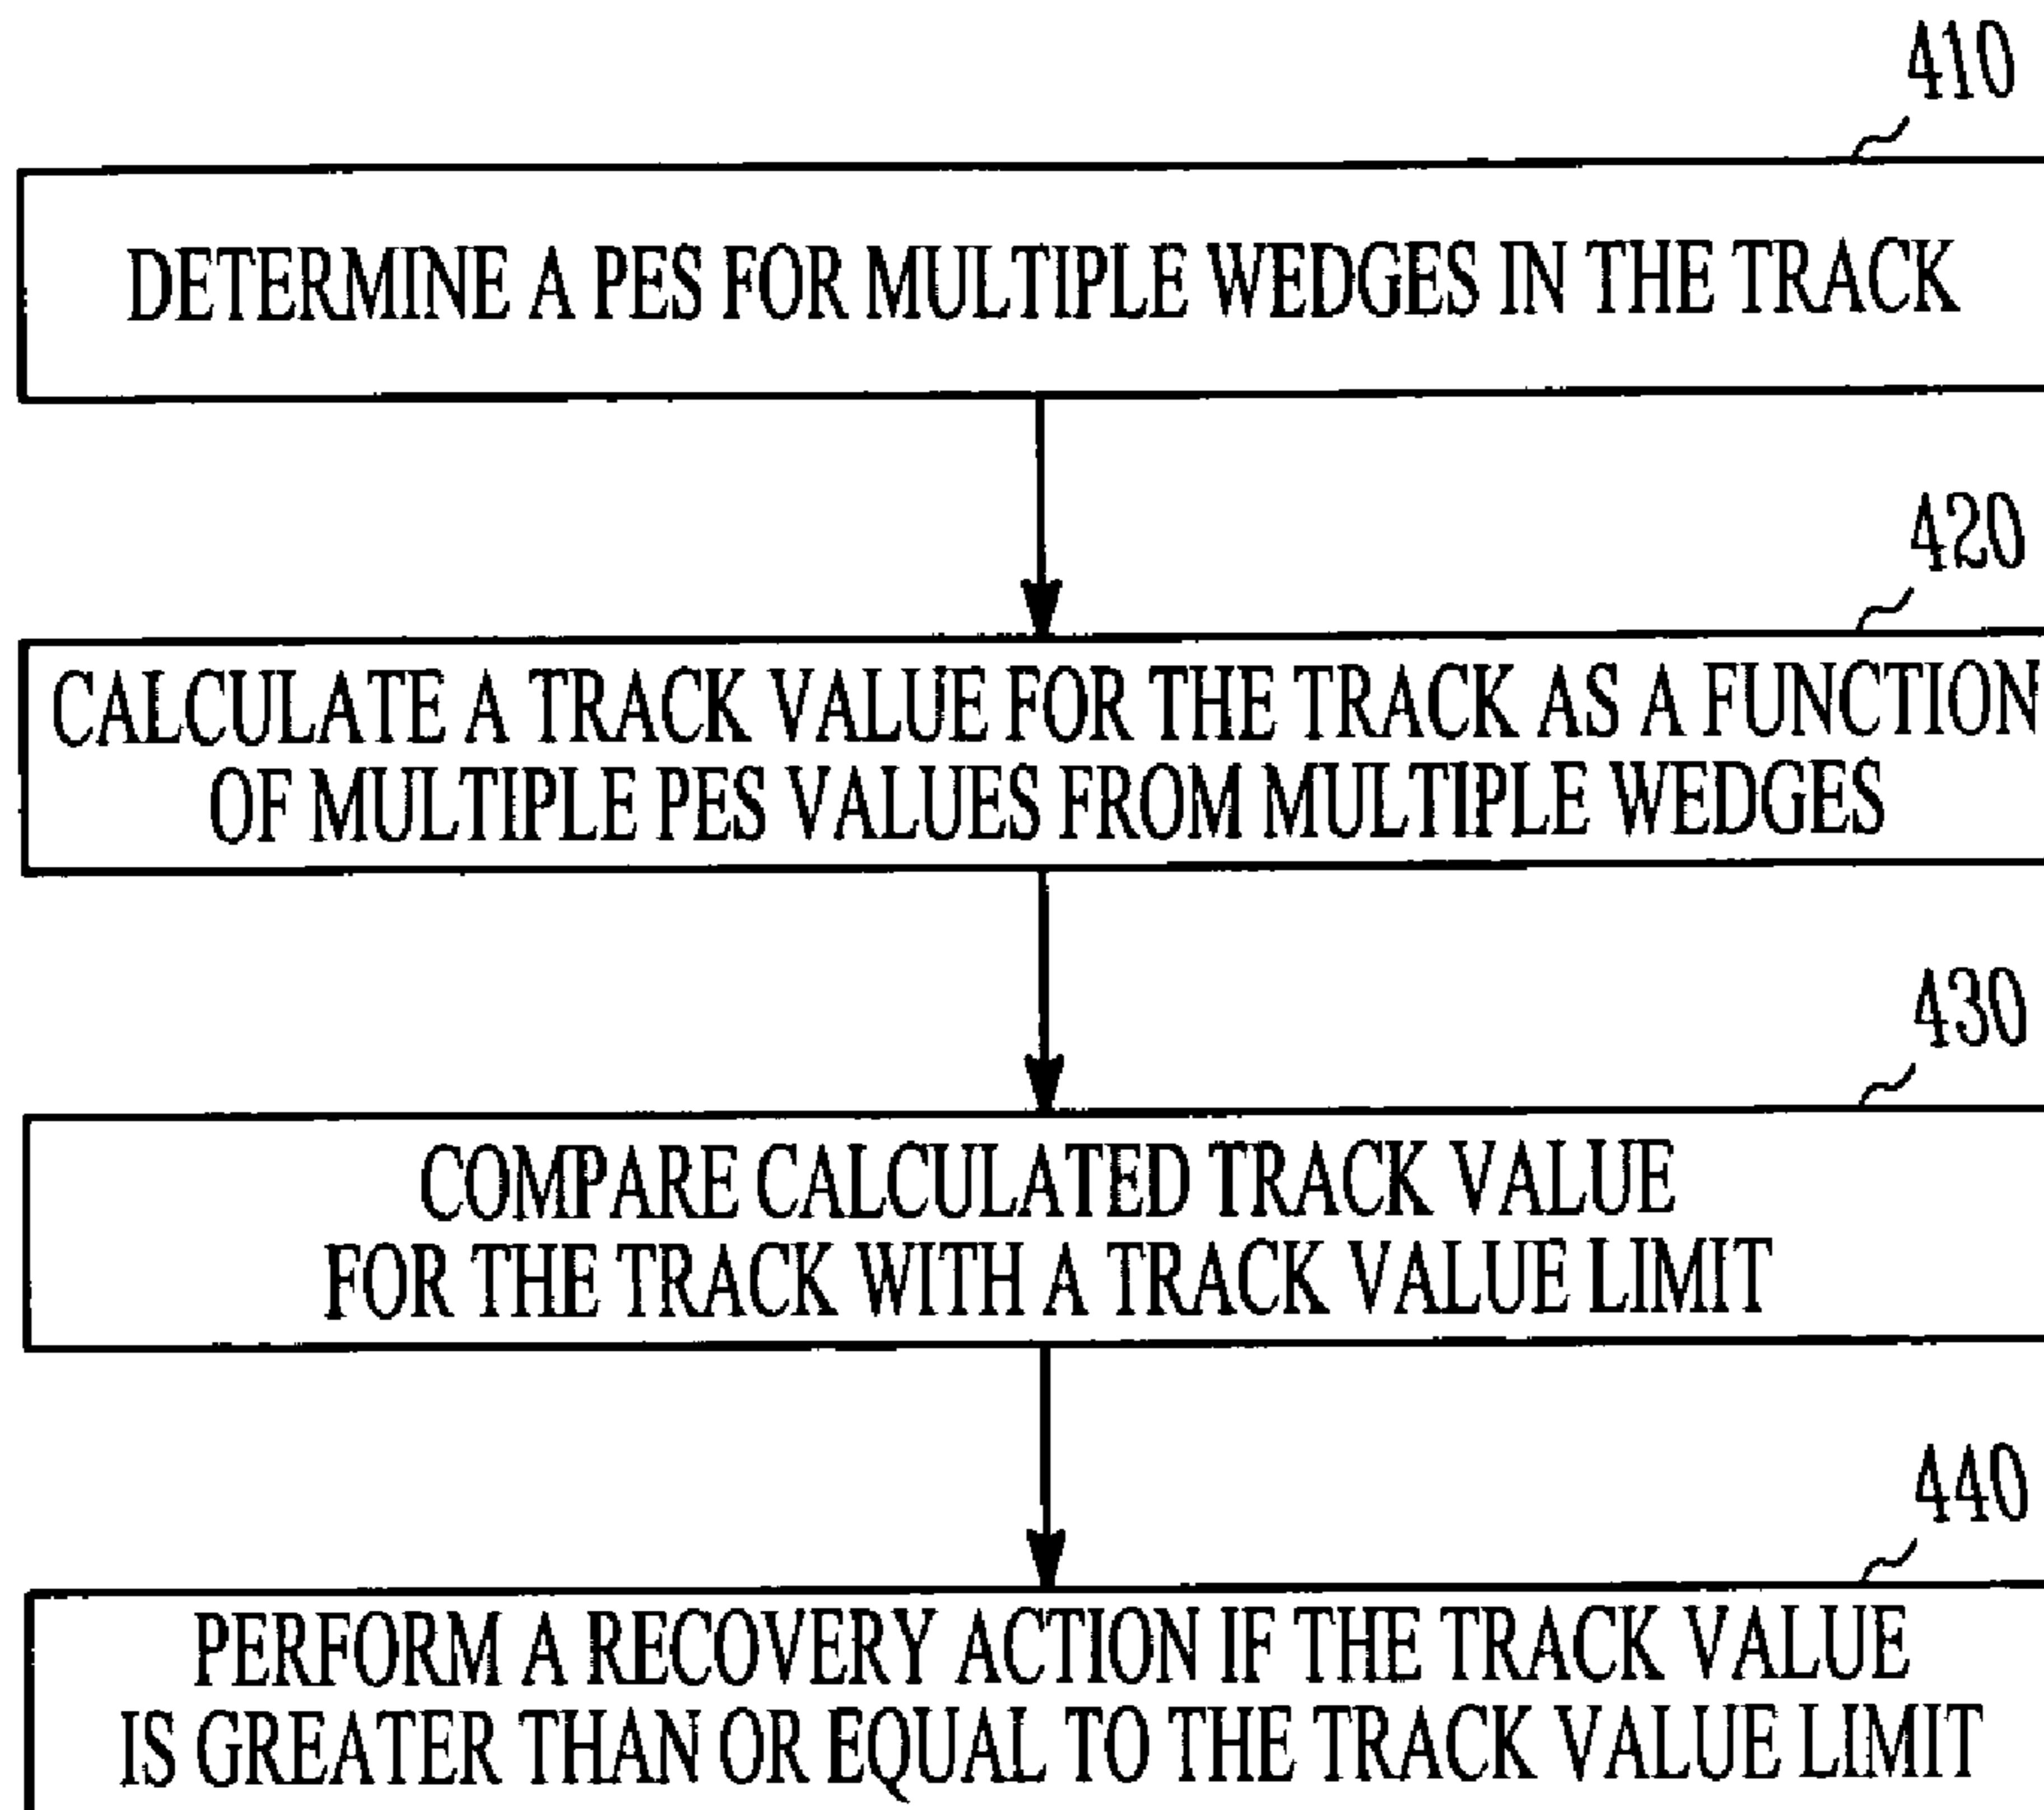 410
DETERMINE A PES FOR MULTIPLE WEDGES IN THE TRACK
420
CALCULATE A TRACK VALUE FOR THE TRACK AS A FUNCTION
OF MULTIPLE PES VALUES FROM MULTIPLE WEDGES
430
COMPARE CALCULATED TRACK VALUE
FOR THE TRACK WITH A TRACK VALUE LIMIT
440
PERFORM A RECOVERY ACTION IF THE TRACK VALUE
IS GREATER THAN OR EQUAL TO THE TRACK VALUE LIMIT